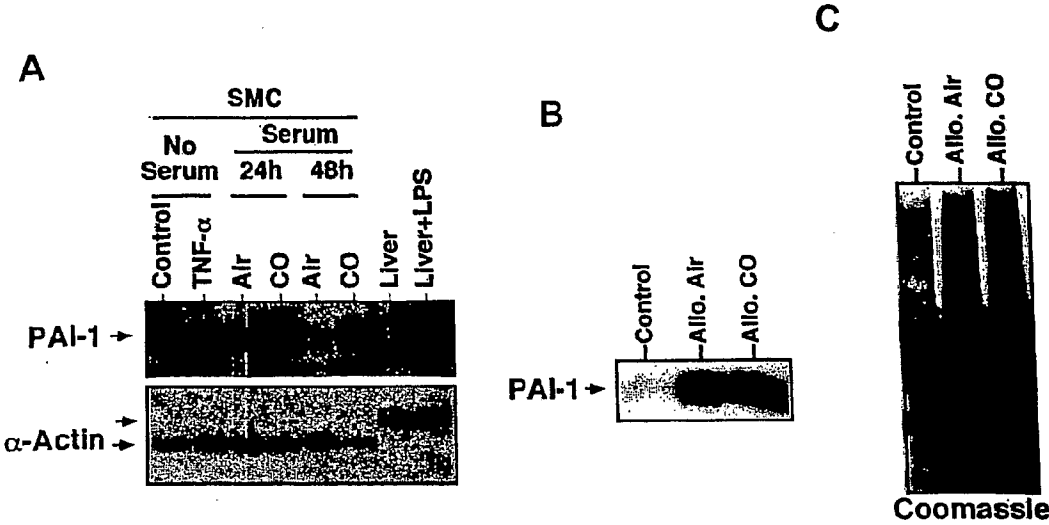 A
SMC
No Serum
Serum
24h 48h
Control TNF-α Air CO Air CO Liver Liver+LPS
PAI-1
α-Actin
B
Control Allo. Air Allo. CO
PAI-1
C
Control Allo. Air Allo. CO
Coomassie